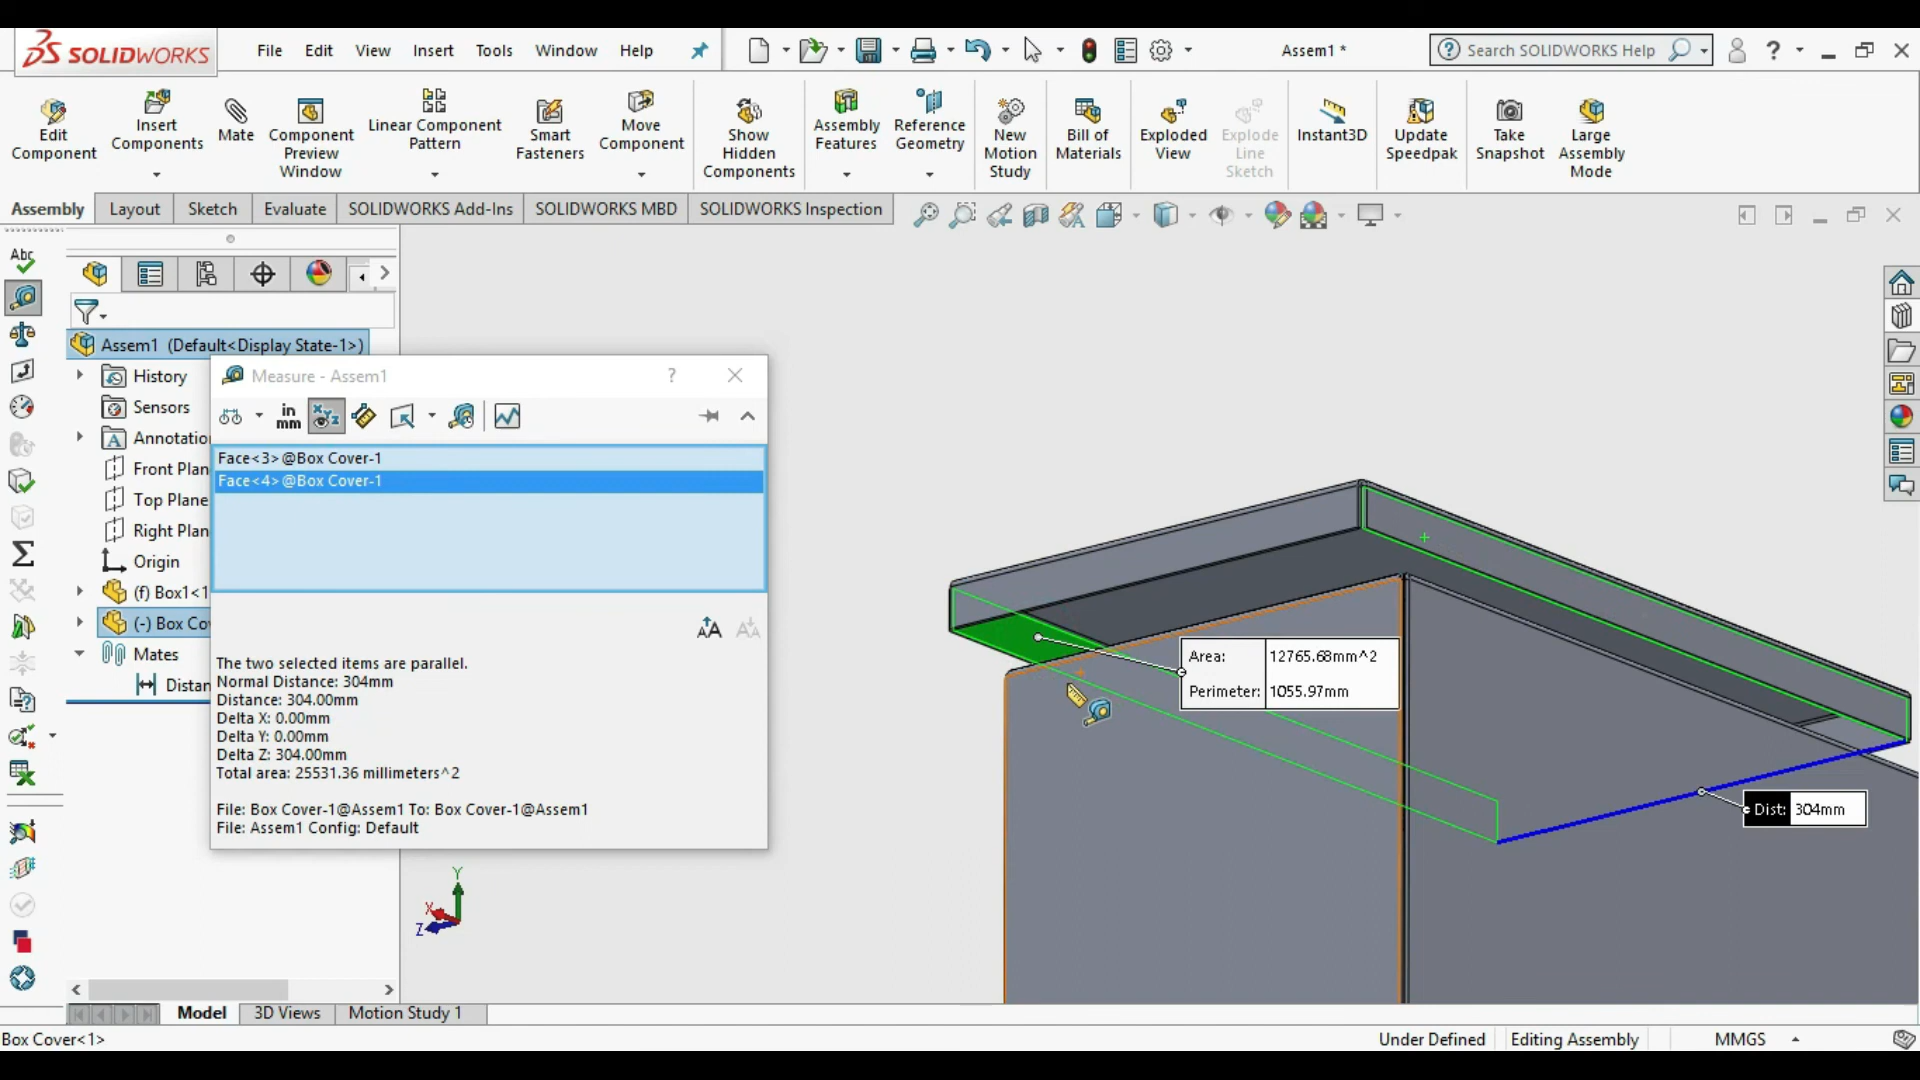 SOLIDWORKS
File Edit View Insert Tools Window Help
Assem1 *
Search SOLIDWORKS Help
?
Edit Component
Insert Components
Mate
Component Preview Window
Linear Component Pattern
Smart Fasteners
Move Component
Show Hidden Components
Assembly Features
Reference Geometry
New Motion Study
Bill of Materials
Exploded View
Explode Line Sketch
Instant3D
Update Speedpak
Take Snapshot
Large Assembly Mode
Assembly Layout Sketch Evaluate SOLIDWORKS Add-Ins SOLIDWORKS MBD SOLIDWORKS Inspection
Abc
Assem1 (Default<Display State-1>)
History
Sensors
Annotatio
Front Plan
Top Plane
Right Plan
Origin
(f) Box1<1
(-) Box Co
Mates
Distan
Measure - Assem1
?
in
mm
XYZ
Face<3>@Box Cover-1
Face<4>@Box Cover-1
AA AA
The two selected items are parallel.
Normal Distance: 304mm
Distance: 304.00mm
Delta X: 0.00mm
Delta Y: 0.00mm
Delta Z: 304.00mm
Total area: 25531.36 millimeters^2
File: Box Cover-1@Assem1 To: Box Cover-1@Assem1
File: Assem1 Config: Default
Area: 12765.68mm^2
Perimeter: 1055.97mm
Dist: 304mm
Y
X
Z
Model 3D Views Motion Study 1
Box Cover<1>
Under Defined Editing Assembly MMGS